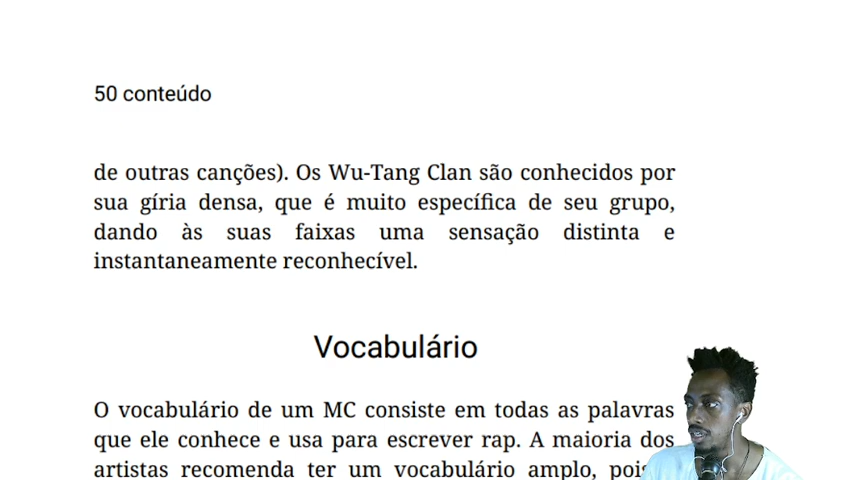 50 conteúdo
de outras canções). Os Wu-Tang Clan são conhecidos por
sua gíria densa, que é muito específica de seu grupo,
dando às suas faixas uma sensação distinta e
instantaneamente reconhecível.
Vocabulário
O vocabulário de um MC consiste em todas as palavras
que ele conhece e usa para escrever rap. A maioria dos
artistas recomenda ter um vocabulário amplo,